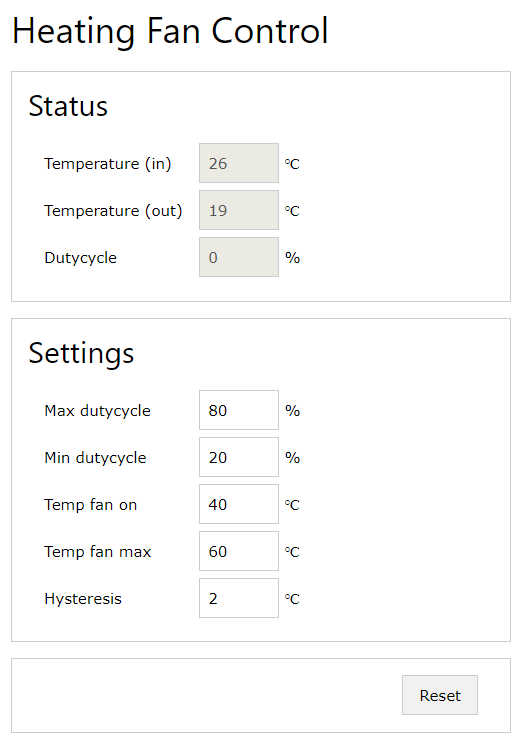 Heating Fan Control
Status
Temperature (in) 26 °C
Temperature (out) 19 °C
Dutycycle 0 %
Settings
Max dutycycle 80 %
Min dutycycle 20 %
Temp fan on 40 °C
Temp fan max 60 °C
Hysteresis 2 °C
Reset